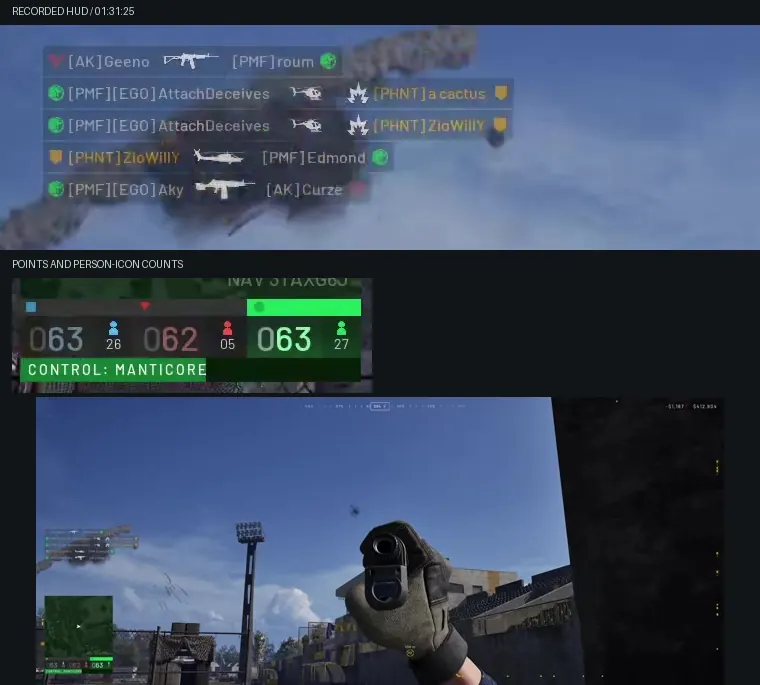 RECORDED HUD / 01:31:25
[AK]Geeno [PMF]roum
[PMF][EGO]AttachDeceives [PHNT]a cactus
[PMF][EGO]AttachDeceives [PHNT]ZioWillY
[PHNT]ZioWillY [PMF]Edmond
[PMF][EGO]Aky [AK]Curze
POINTS AND PERSON-ICON COUNTS
063 26 062 05 063 27
CONTROL: MANTICORE